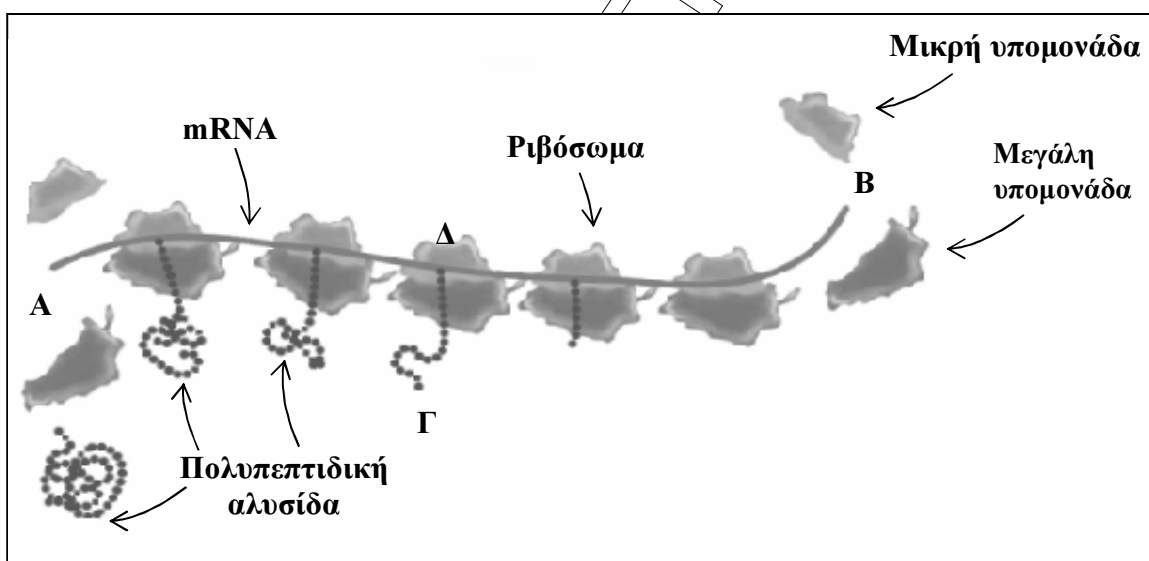 Μικρή υπομονάδα
mRNA
Ριβόσωμα
Μεγάλη
υπομονάδα
Β
Δ
Α
Γ
Πολυπεπτιδική
αλυσίδα